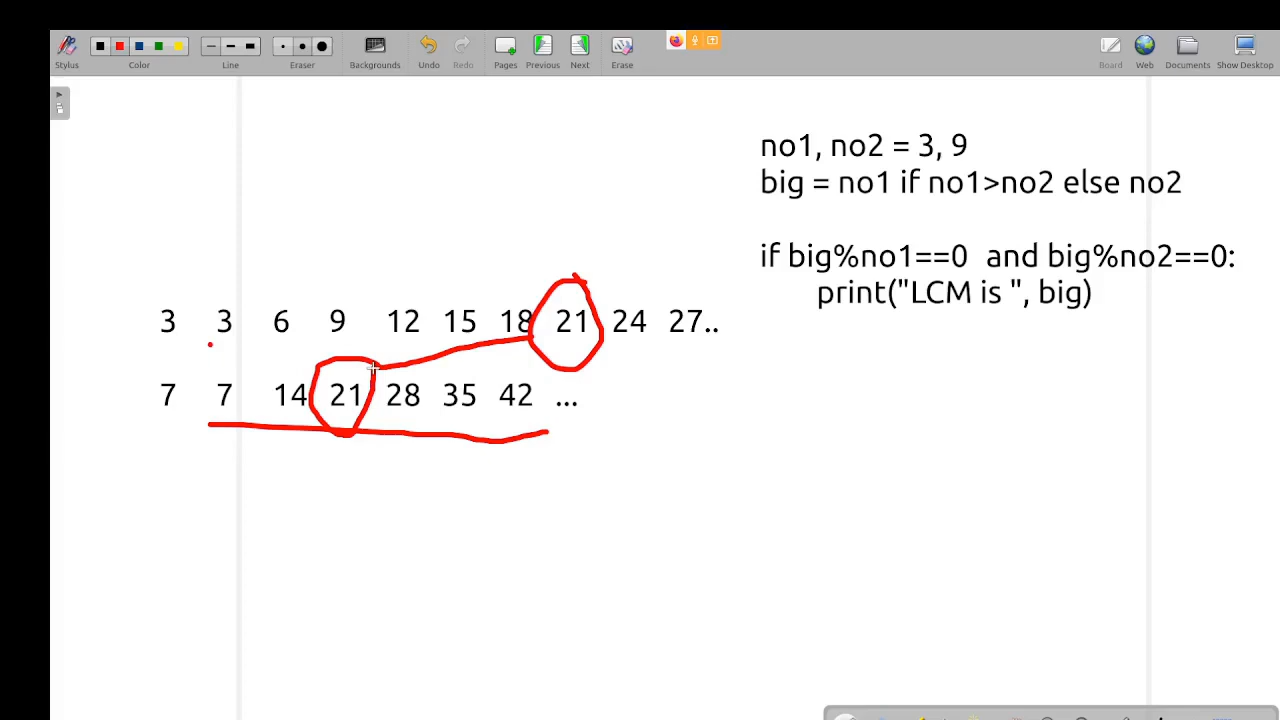 Stylus Color Line Eraser Backgrounds Undo Redo Pages Previous Next Erase Board Web Documents Show Desktop
no1, no2 = 3, 9
big = no1 if no1>no2 else no2
if big%no1==0 and big%no2==0:
print("LCM is ", big)
3 3 6 9 12 15 18 21 24 27..
7 7 14 21 28 35 42 ...